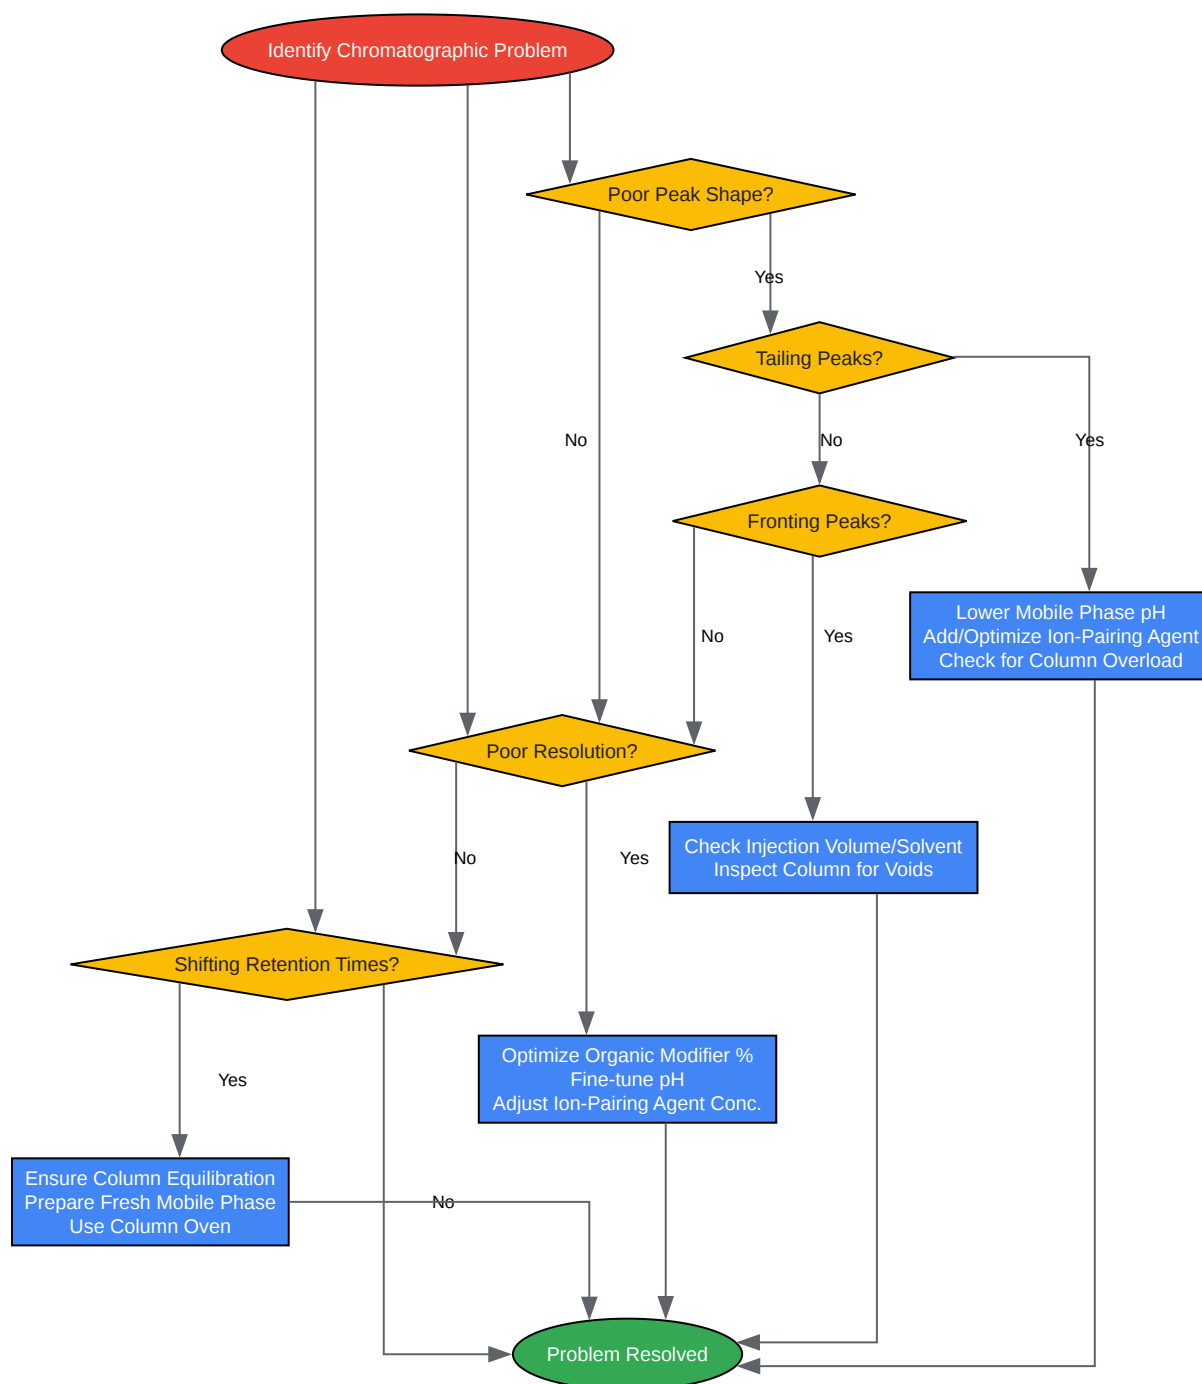 Identify Chromatographic Problem
Poor Peak Shape?
Yes
Tailing Peaks?
No
No
Yes
Fronting Peaks?
Lower Mobile Phase pH
Add/Optimize Ion-Pairing Agent
Check for Column Overload
No
Yes
Poor Resolution?
Check Injection Volume/Solvent
Inspect Column for Voids
No
Yes
Shifting Retention Times?
Optimize Organic Modifier %
Fine-tune pH
Adjust Ion-Pairing Agent Conc.
Yes
Ensure Column Equilibration
Prepare Fresh Mobile Phase
Use Column Oven
No
Problem Resolved